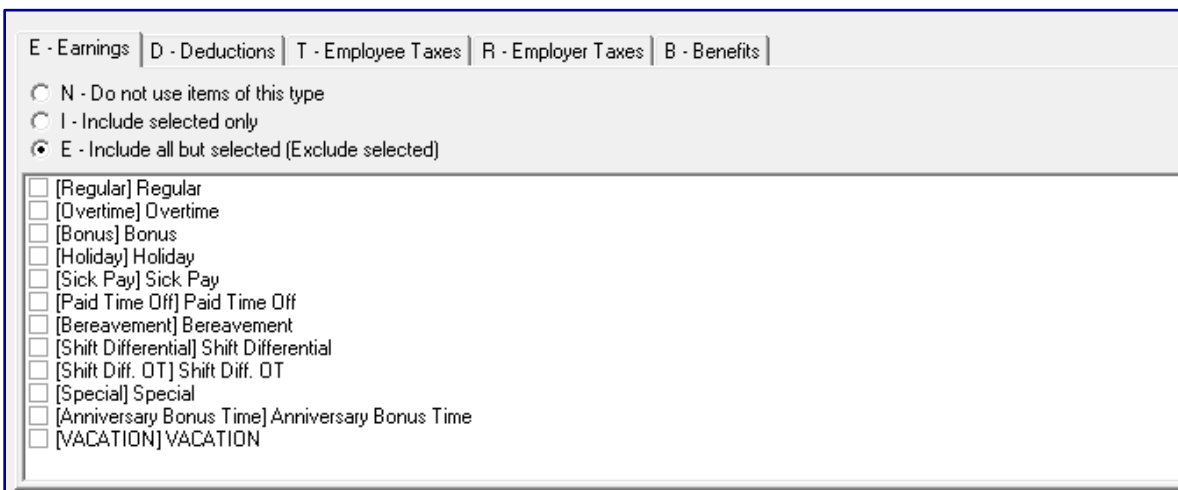 E - Earnings D - Deductions T - Employee Taxes R - Employer Taxes B - Benefits
N - Do not use items of this type
I - Include selected only
E - Include all but selected (Exclude selected)
[Regular] Regular
[Overtime] Overtime
[Bonus] Bonus
[Holiday] Holiday
[Sick Pay] Sick Pay
[Paid Time Off] Paid Time Off
[Bereavement] Bereavement
[Shift Differential] Shift Differential
[Shift Diff. OT] Shift Diff. OT
[Special] Special
[Anniversary Bonus Time] Anniversary Bonus Time
[VACATION] VACATION